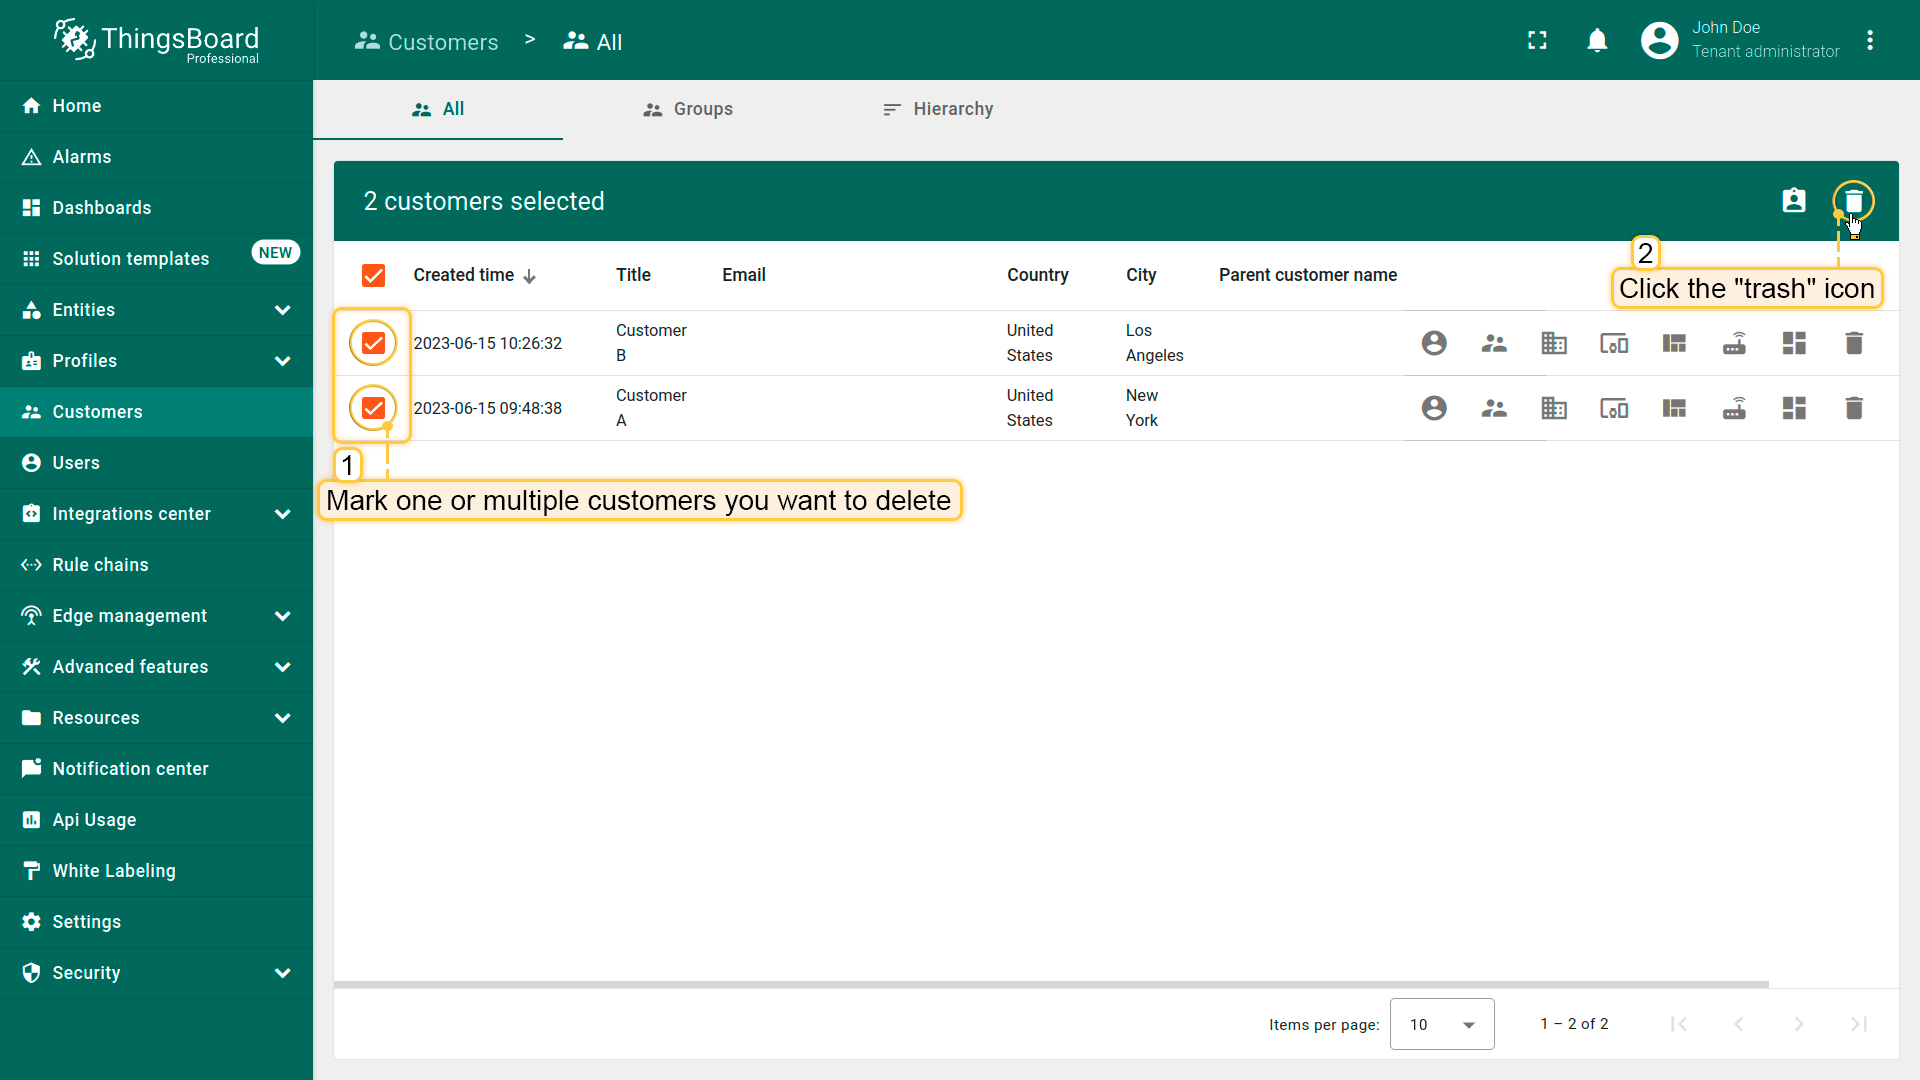 ThingsBoard
Professional
Customers > All
John Doe
Tenant administrator
Home
Alarms
Dashboards
Solution templates NEW
Entities
Profiles
Customers
Users
Integrations center
Rule chains
Edge management
Advanced features
Resources
Notification center
Api Usage
White Labeling
Settings
Security
All Groups Hierarchy
2 customers selected
Created time Title Email Country City Parent customer name
2023-06-15 10:26:32 Customer B United States Los Angeles
2023-06-15 09:48:38 Customer A United States New York
1
Mark one or multiple customers you want to delete
2
Click the "trash" icon
Items per page: 10 1 – 2 of 2